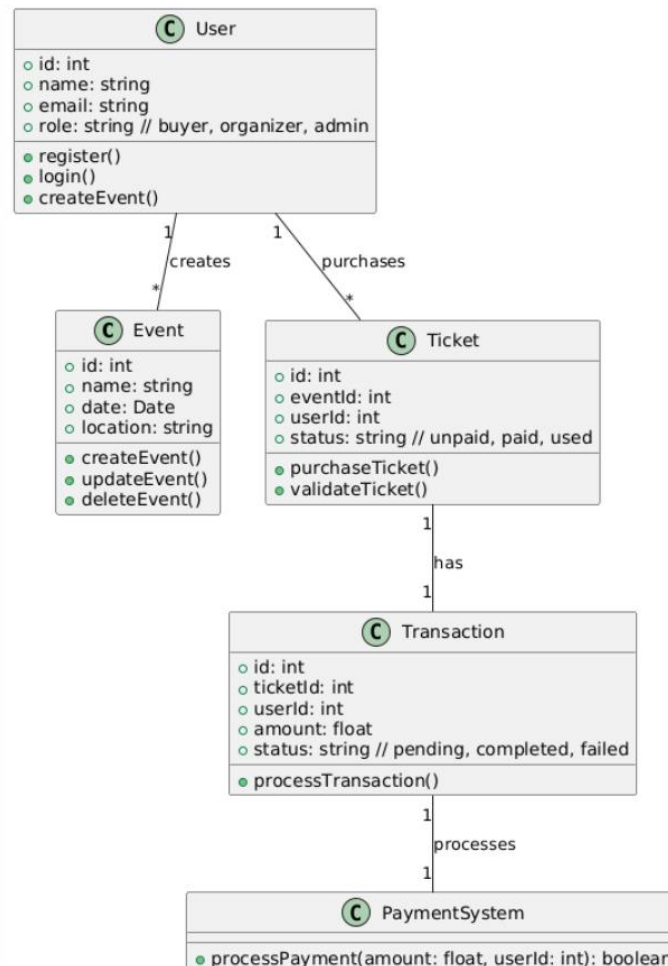 C User
id: int
name: string
email: string
role: string // buyer, organizer, admin
register()
login()
createEvent()
1
1
creates
purchases
*
*
C Event
id: int
name: string
date: Date
location: string
createEvent()
updateEvent()
deleteEvent()
C Ticket
id: int
eventId: int
userId: int
status: string // unpaid, paid, used
purchaseTicket()
validateTicket()
1
has
1
C Transaction
id: int
ticketId: int
userId: int
amount: float
status: string // pending, completed, failed
processTransaction()
1
processes
1
C PaymentSystem
processPayment(amount: float, userId: int): boolean